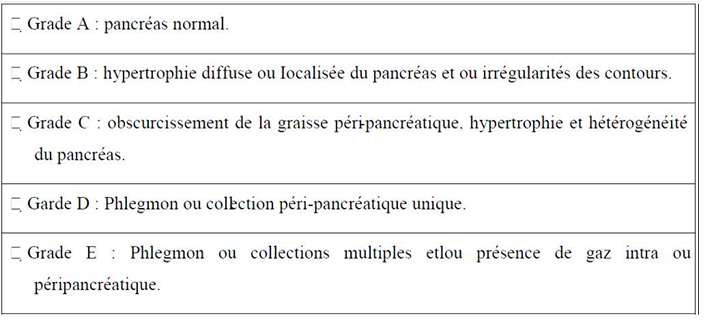 □ Grade A : pancréas normal.
□ Grade B : hypertrophie diffuse ou Iocalisée du pancréas et ou irrégularités des contours.
□ Grade C : obscurcissement de la graisse péri-pancréatique, hypertrophie et hétérogénéité
du pancréas.
□ Garde D : Phlegmon ou collection péri-pancréatique unique.
□ Grade E : Phlegmon ou collections multiples etlou présence de gaz intra ou
péripancréatique.